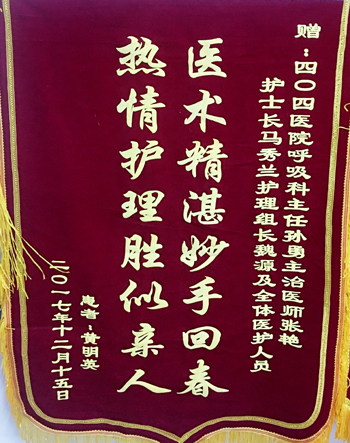 赠：四〇四医院呼吸科主任孙勇主治医师张艳
护士长马秀兰护理组长魏源及全体医护人员
医术精湛妙手回春
热情护理胜似亲人
患者：黄明英
二〇一七年十二月十五日